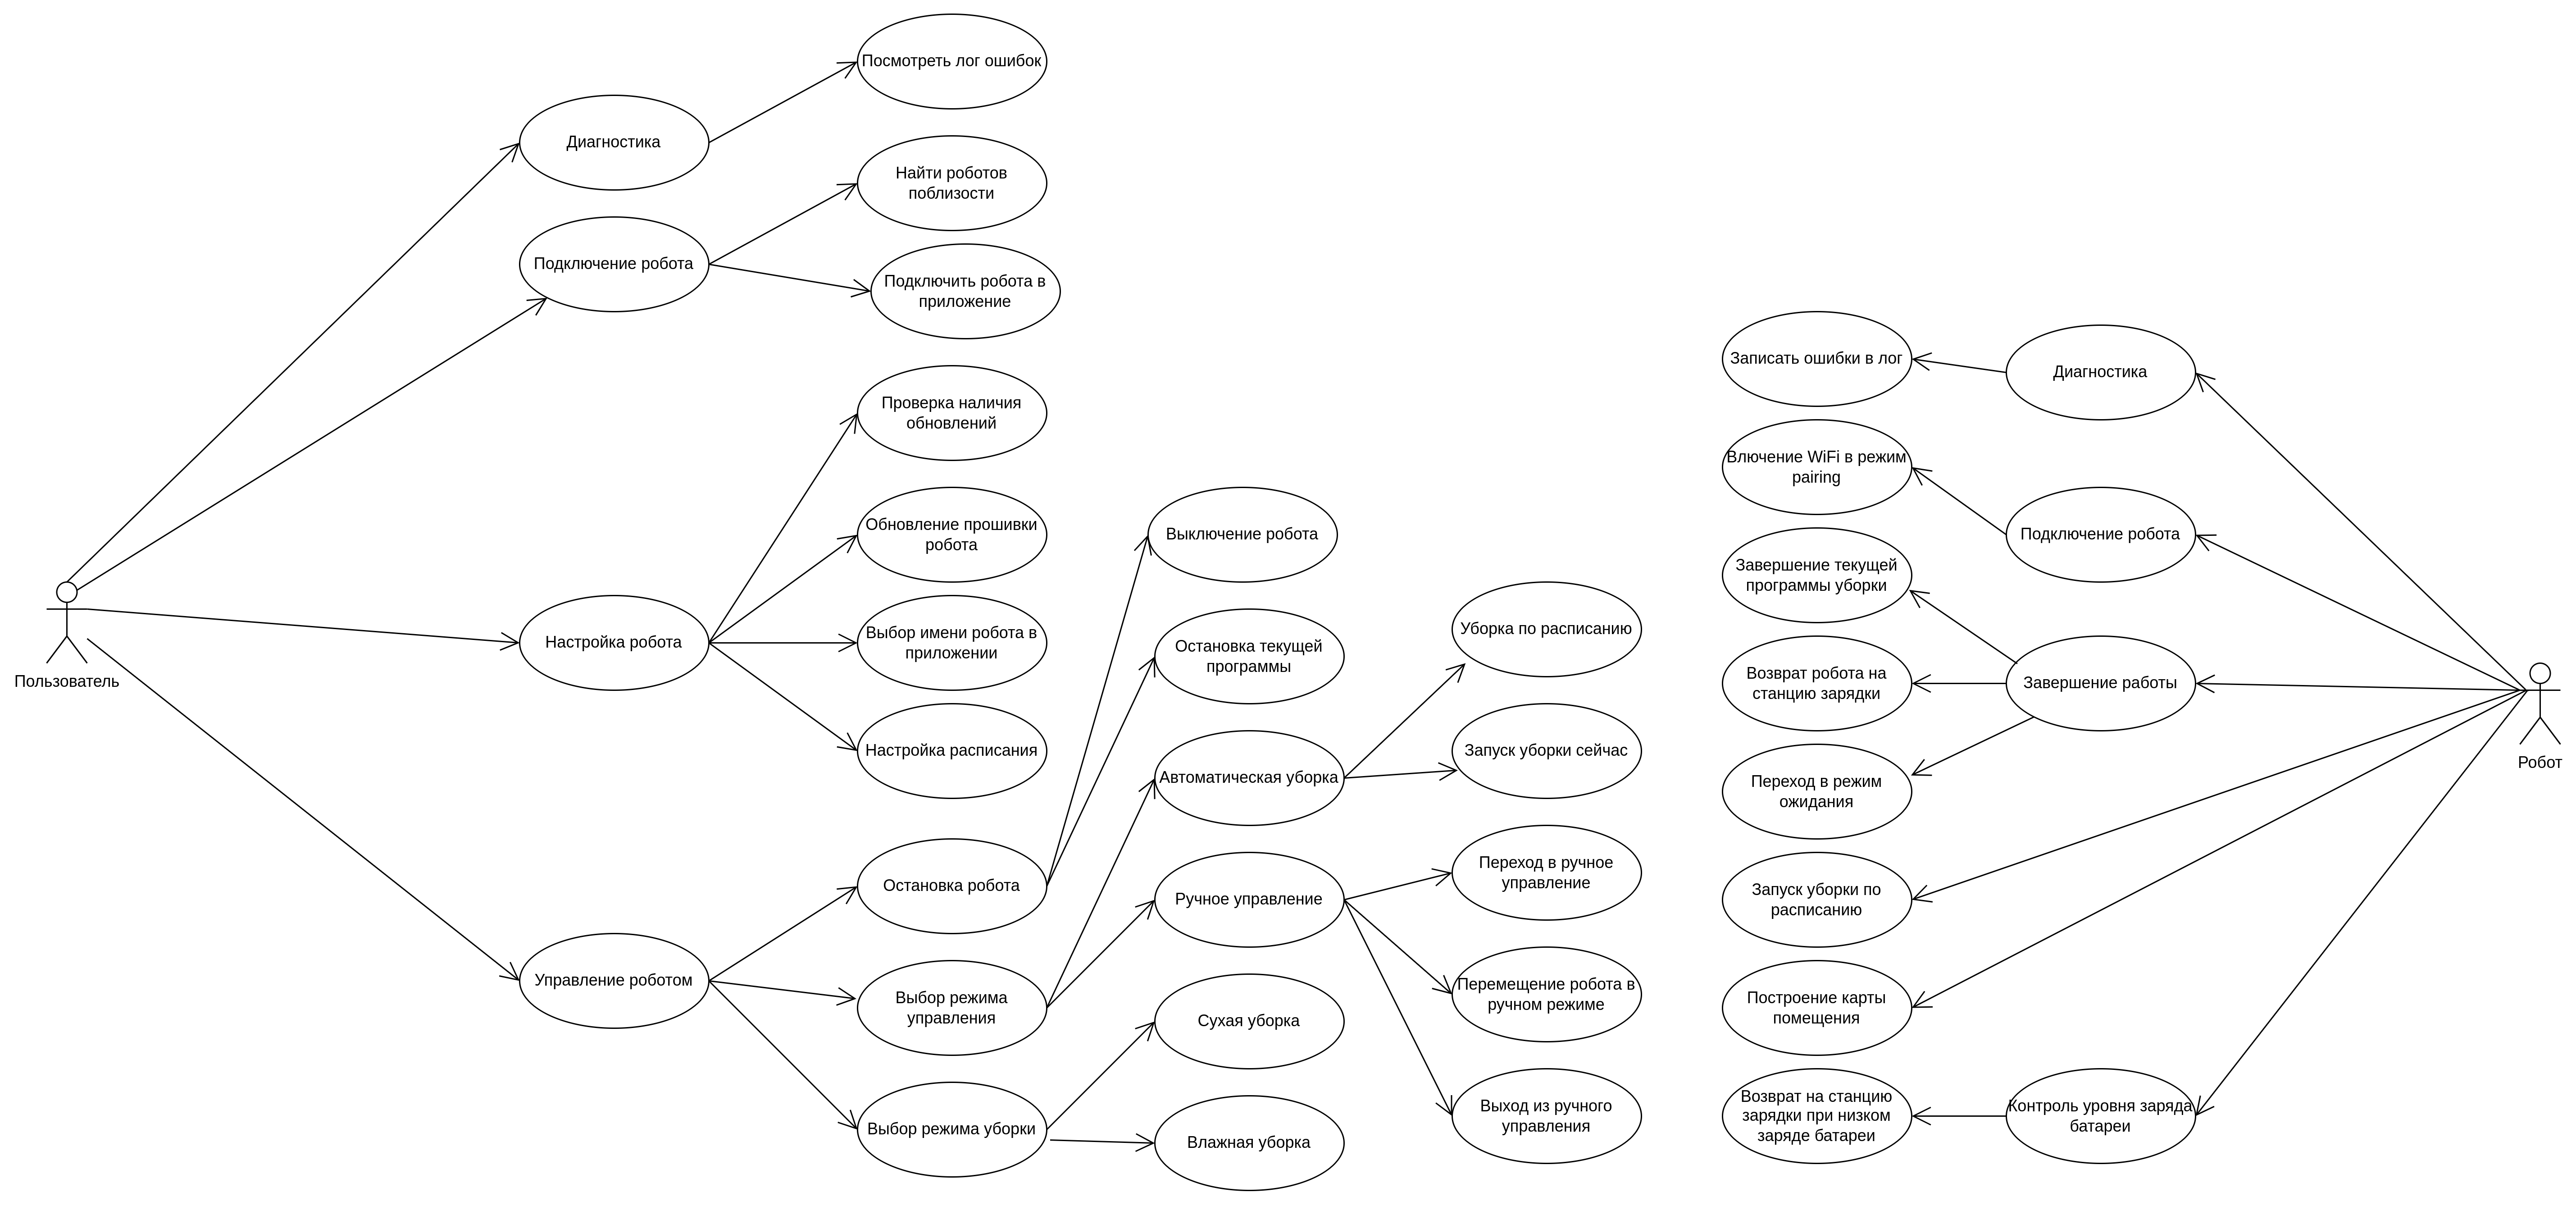 Посмотреть лог ошибок
Диагностика
Найти роботов
поблизости
Подключение робота
Подключить робота в
приложение
Проверка наличия
обновлений
Обновление прошивки
робота
Настройка робота
Выбор имени робота в
приложении
Настройка расписания
Пользователь
Выключение робота
Остановка текущей
программы
Уборка по расписанию
Автоматическая уборка
Запуск уборки сейчас
Остановка робота
Ручное управление
Переход в ручное
управление
Управление роботом
Выбор режима
управления
Перемещение робота в
ручном режиме
Сухая уборка
Выбор режима уборки
Влажная уборка
Выход из ручного
управления
Записать ошибки в лог
Диагностика
Влючение WiFi в режим
pairing
Подключение робота
Завершение текущей
программы уборки
Возврат робота на
станцию зарядки
Завершение работы
Переход в режим
ожидания
Робот
Запуск уборки по
расписанию
Построение карты
помещения
Возврат на станцию
зарядки при низком
заряде батареи
Контроль уровня заряда
батареи